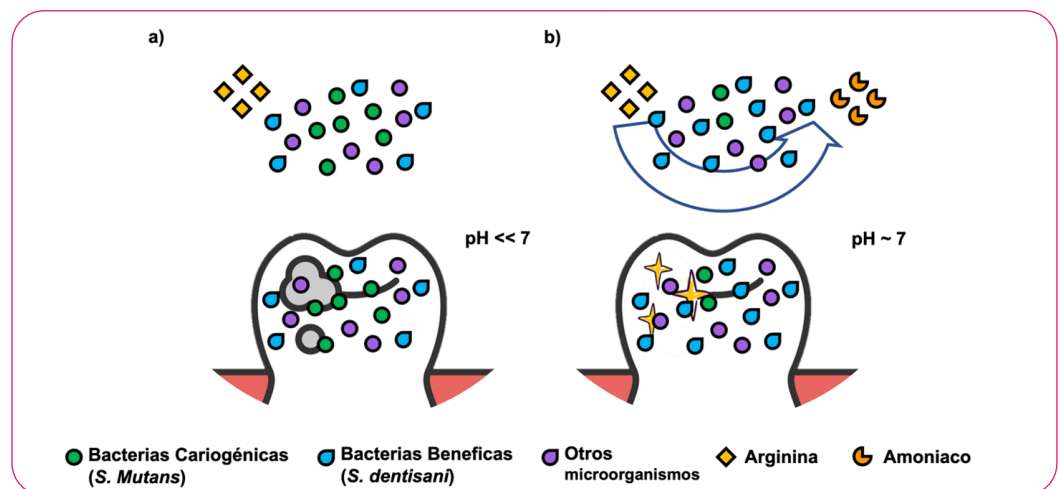 a)
b)
pH << 7
pH ~ 7
Bacterias Cariogénicas
(S. Mutans)
Bacterias Beneficas
(S. dentisani)
Otros
microorganismos
Arginina
Amoniaco